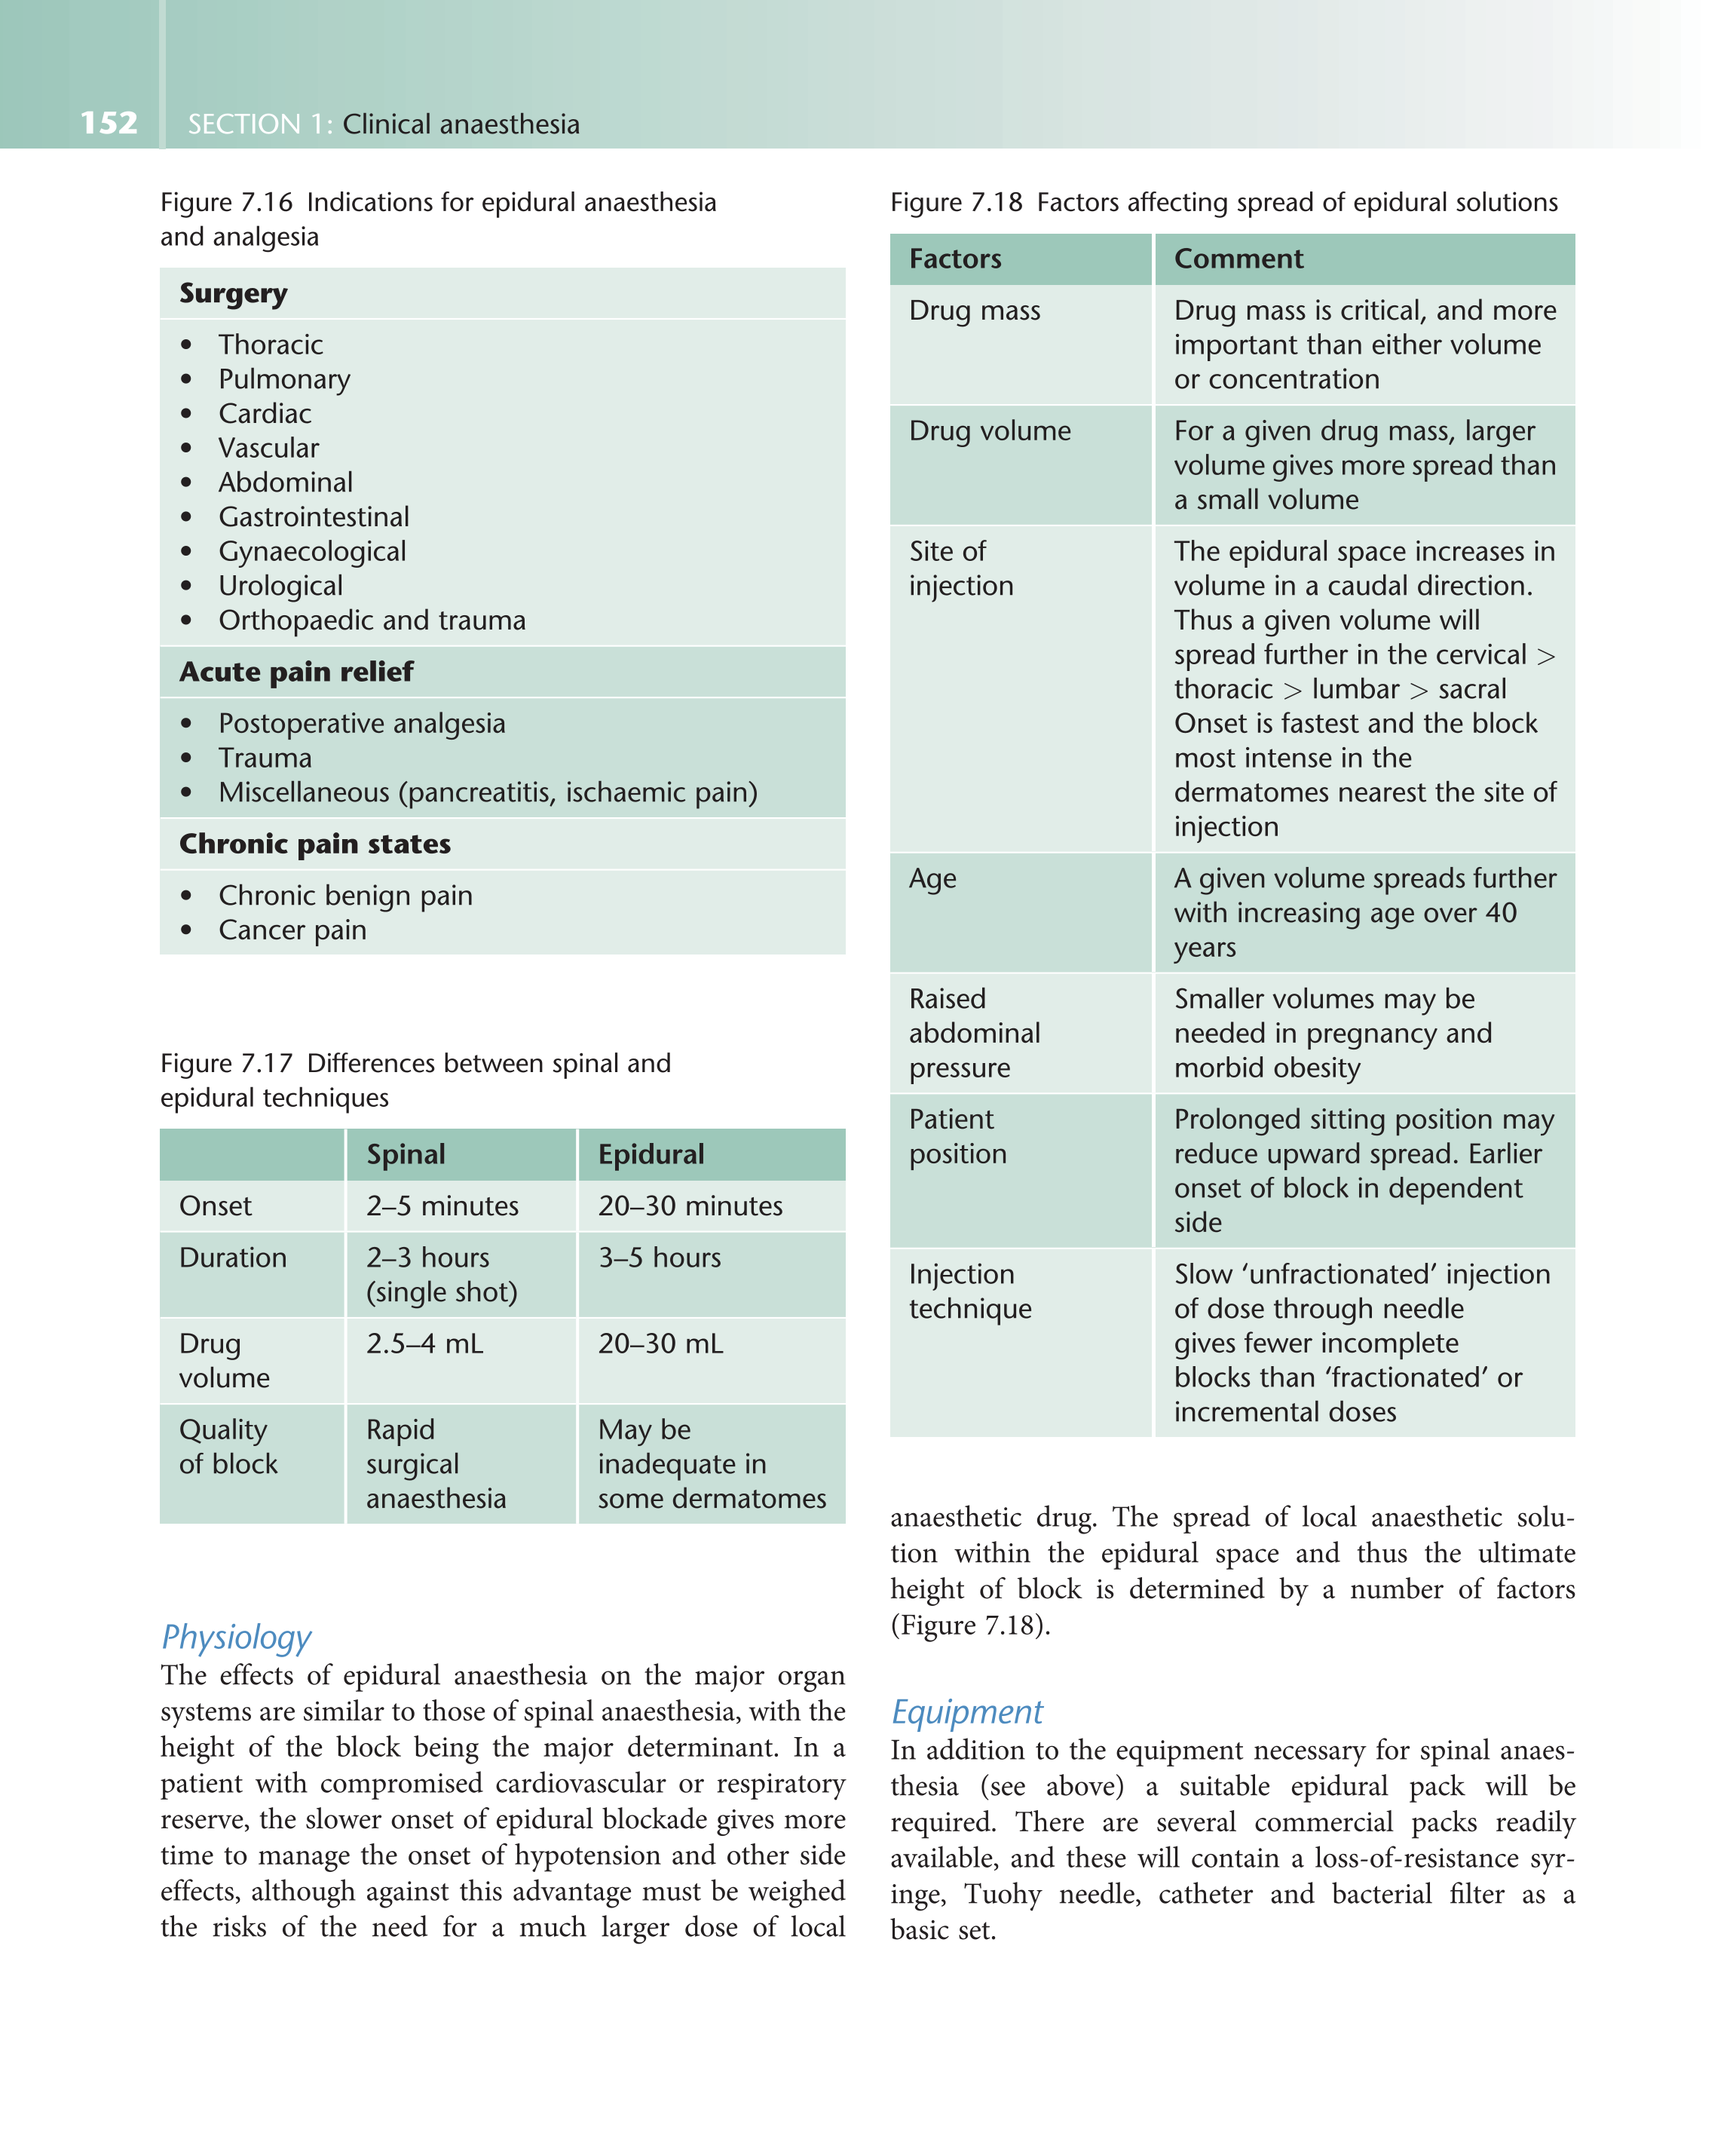 152
SECTION 1: Clinical anaesthesia
Figure 7.16 Indications for epidural anaesthesia
and analgesia
Surgery
• Thoracic
• Pulmonary
• Cardiac
• Vascular
• Abdominal
• Gastrointestinal
• Gynaecological
• Urological
• Orthopaedic and trauma
Acute pain relief
• Postoperative analgesia
• Trauma
• Miscellaneous (pancreatitis, ischaemic pain)
Chronic pain states
• Chronic benign pain
• Cancer pain
Figure 7.17 Differences between spinal and
epidural techniques
Spinal Epidural
Onset 2–5 minutes 20–30 minutes
Duration 2–3 hours 3–5 hours
(single shot)
Drug 2.5–4 mL 20–30 mL
volume
Quality Rapid May be
of block surgical inadequate in
anaesthesia some dermatomes
Physiology
The effects of epidural anaesthesia on the major organ
systems are similar to those of spinal anaesthesia, with the
height of the block being the major determinant. In a
patient with compromised cardiovascular or respiratory
reserve, the slower onset of epidural blockade gives more
time to manage the onset of hypotension and other side
effects, although against this advantage must be weighed
the risks of the need for a much larger dose of local
Figure 7.18 Factors affecting spread of epidural solutions
Factors Comment
Drug mass Drug mass is critical, and more
important than either volume
or concentration
Drug volume For a given drug mass, larger
volume gives more spread than
a small volume
Site of The epidural space increases in
injection volume in a caudal direction.
Thus a given volume will
spread further in the cervical >
thoracic > lumbar > sacral
Onset is fastest and the block
most intense in the
dermatomes nearest the site of
injection
Age A given volume spreads further
with increasing age over 40
years
Raised Smaller volumes may be
abdominal needed in pregnancy and
pressure morbid obesity
Patient Prolonged sitting position may
position reduce upward spread. Earlier
onset of block in dependent
side
Injection Slow ‘unfractionated’ injection
technique of dose through needle
gives fewer incomplete
blocks than ‘fractionated’ or
incremental doses
anaesthetic drug. The spread of local anaesthetic solu-
tion within the epidural space and thus the ultimate
height of block is determined by a number of factors
(Figure 7.18).
Equipment
In addition to the equipment necessary for spinal anaes-
thesia (see above) a suitable epidural pack will be
required. There are several commercial packs readily
available, and these will contain a loss-of-resistance syr-
inge, Tuohy needle, catheter and bacterial filter as a
basic set.